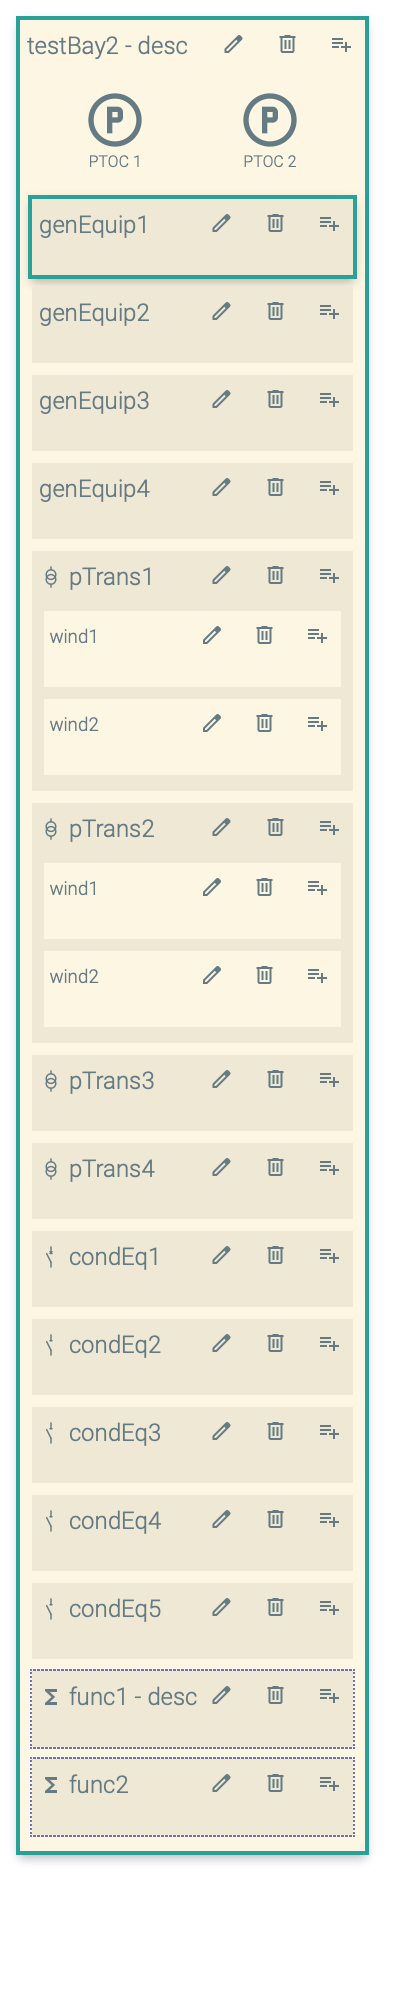 testBay2 - desc
P P
PTOC 1 PTOC 2
genEquip1
genEquip2
genEquip3
genEquip4
pTrans1
wind1
wind2
pTrans2
wind1
wind2
pTrans3
pTrans4
condEq1
condEq2
condEq3
condEq4
condEq5
Σ func1 - desc
Σ func2